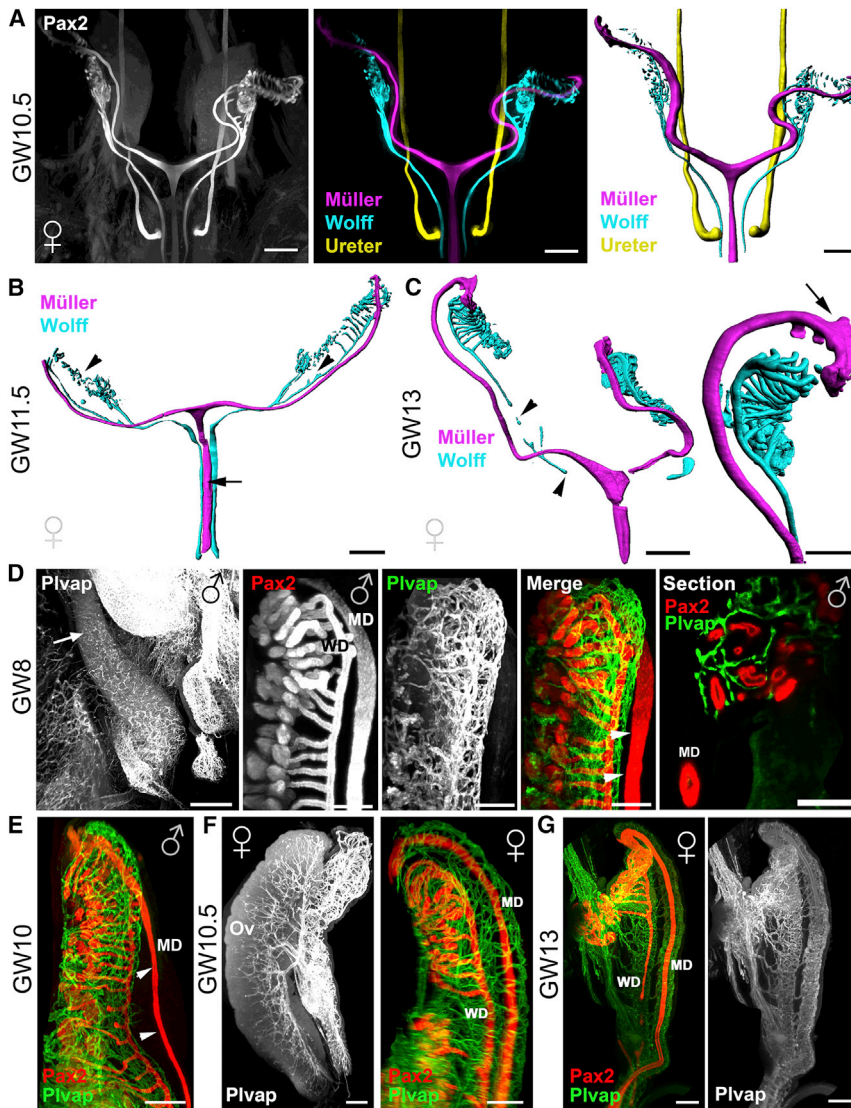 A
Pax2
GW10.5
♀
Müller
Wolff
Ureter
Müller
Wolff
Ureter
B
Müller
Wolff
GW11.5
♀
C
GW13
Müller
Wolff
♀
D
GW8
Plvap
♂
Pax2
♂
MD
WD
Plvap
Merge
Section
♂
Pax2
Plvap
MD
E
GW10
♂
MD
Pax2
Plvap
F
GW10.5
♀
Ov
Plvap
♀
MD
WD
Pax2
Plvap
G
GW13
♀
WD
MD
Pax2
Plvap
Plvap